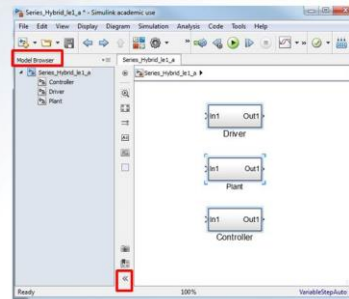 Series_Hybrid_le1_a * - Simulink academic use
File Edit View Display Diagram Simulation Analysis Code Tools Help
Model Browser
Series_Hybrid_le1_a
Series_Hybrid_le1_a
Controller
Driver
Plant
Series_Hybrid_le1_a
In1 Out1
Driver
In1 Out1
Plant
In1 Out1
Controller
Ready 100% VariableStepAuto